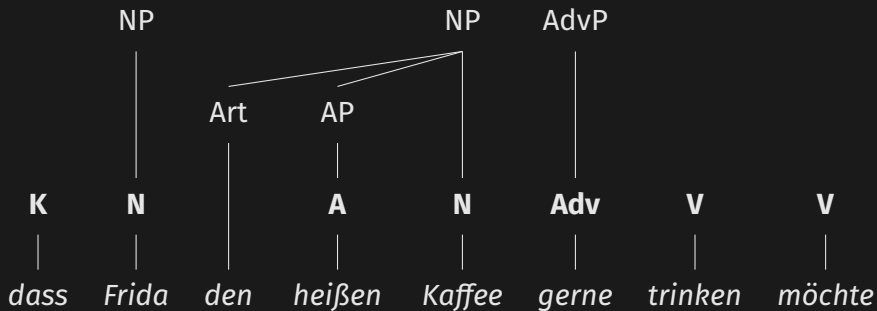 NP NP AdvP
Art AP
K N A N Adv V V
dass Frida den heißen Kaffee gerne trinken möchte